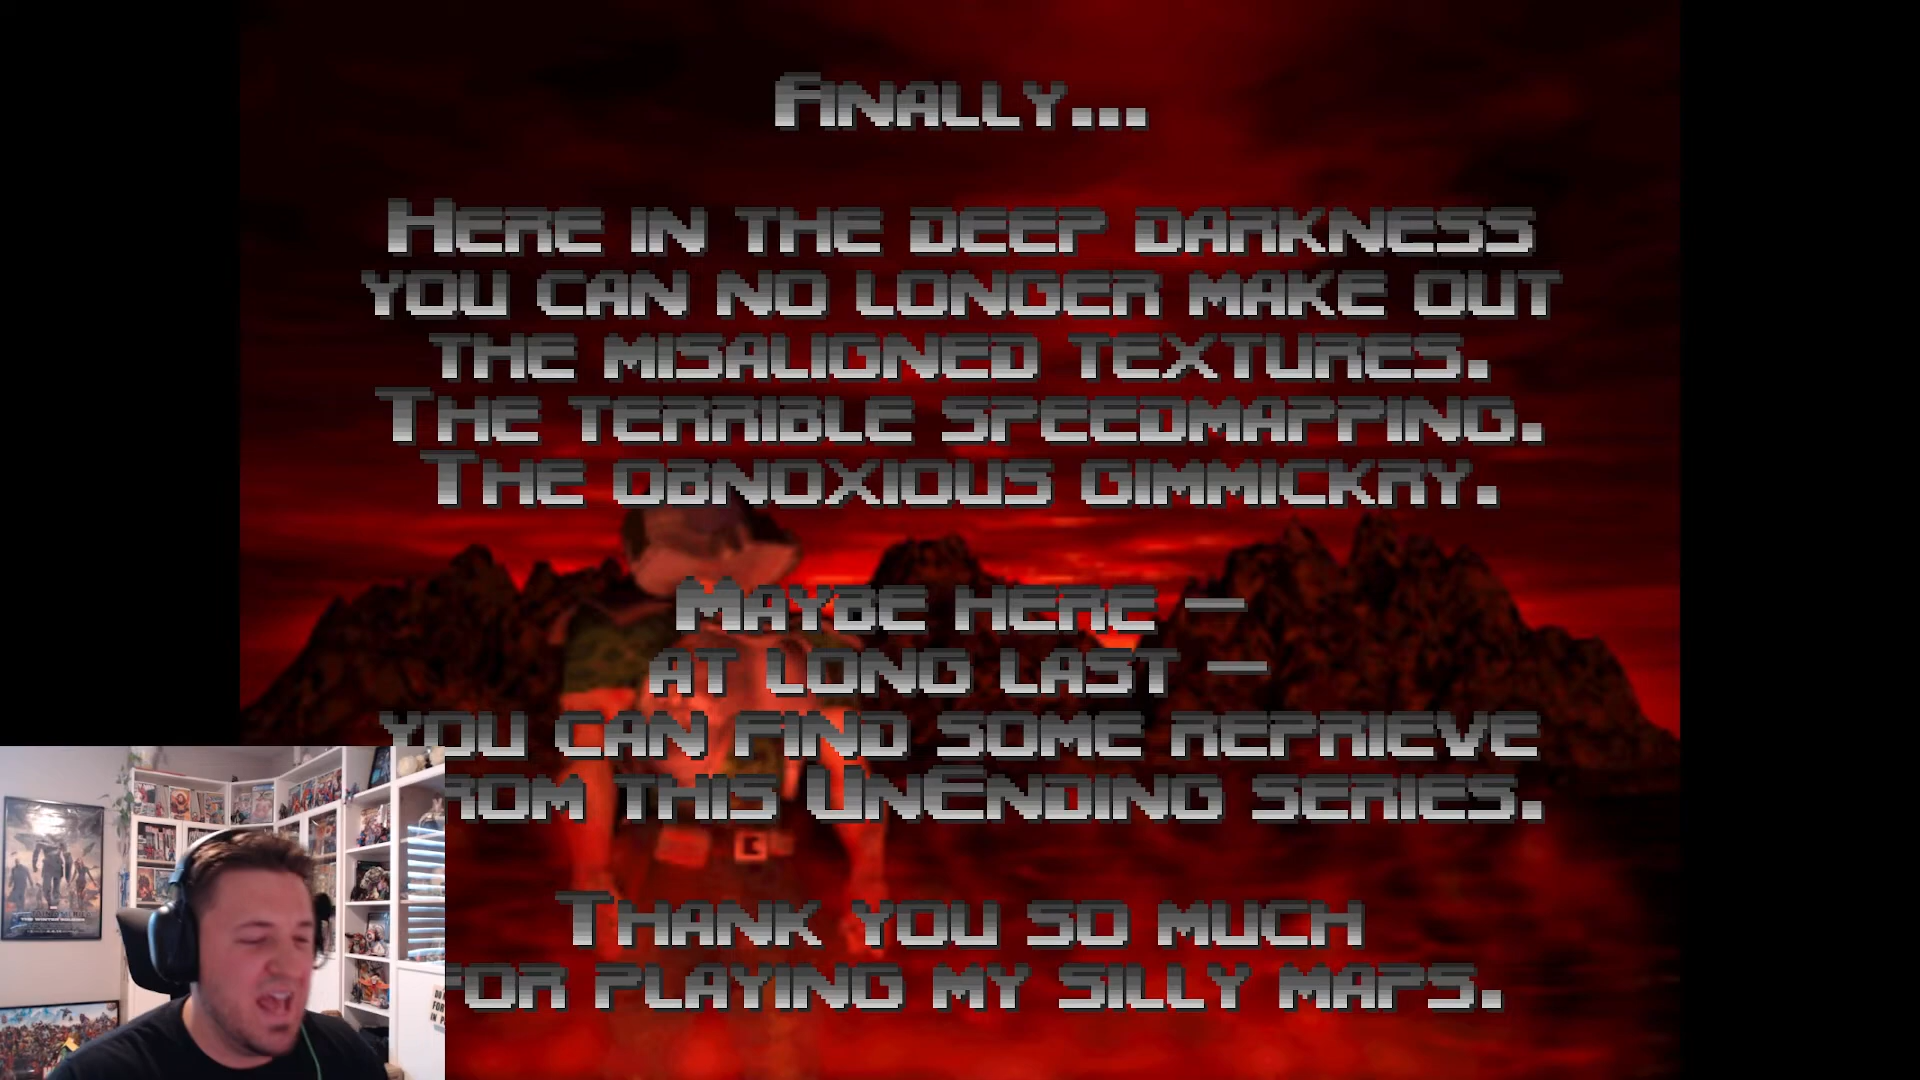 Finally...
Here in the deep darkness
you can no longer make out
the misaligned textures.
The terrible speedmapping.
The obnoxious gimmickry.
Maybe here —
at long last —
you can find some reprieve
rom this UnEnding series.
Thank you so much
for playing my silly maps.